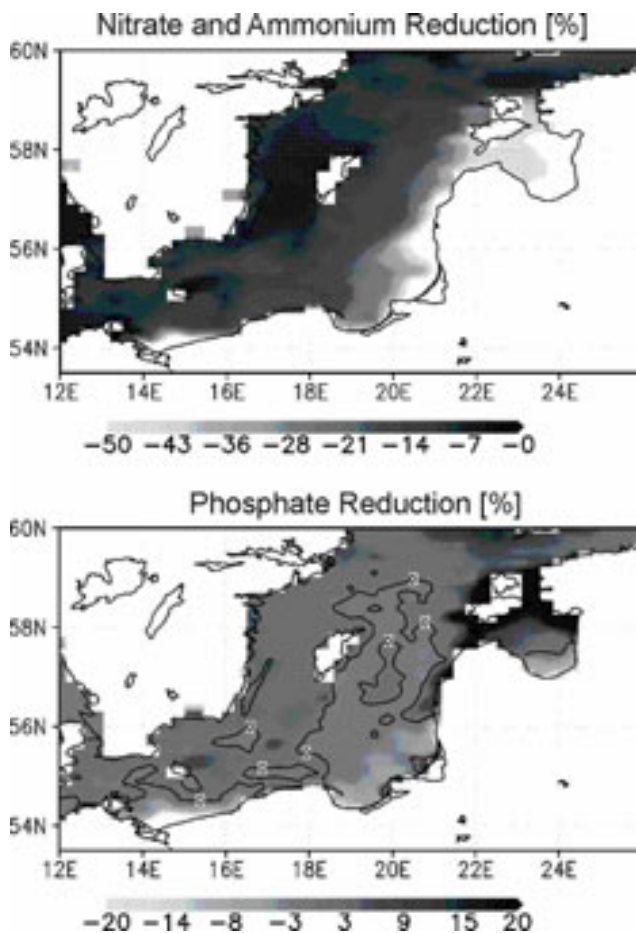 Nitrate and Ammonium Reduction [%]
60N
58N
56N
54N
12E 14E 16E 18E 20E 22E 24E
-50 -43 -36 -28 -21 -14 -7 -0
Phosphate Reduction [%]
60N
58N
56N
54N
12E 14E 16E 18E 20E 22E 24E
-20 -14 -8 -3 3 9 15 20